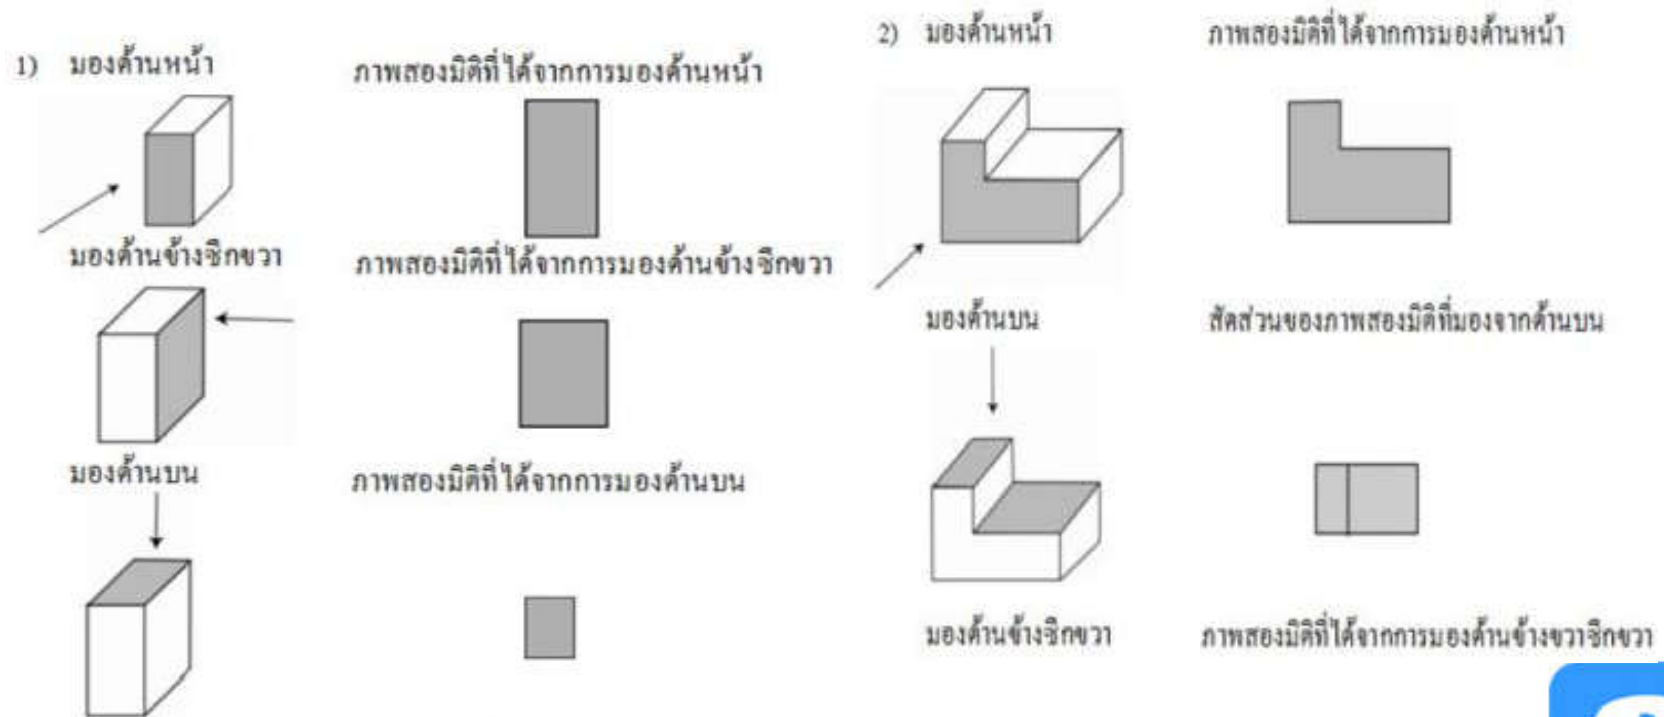 1) มองด้านหน้า
ภาพสองมิติที่ได้จากการมองด้านหน้า
มองด้านข้างซีกขวา
ภาพสองมิติที่ได้จากการมองด้านข้างซีกขวา
มองด้านบน
ภาพสองมิติที่ได้จากการมองด้านบน
2) มองด้านหน้า
ภาพสองมิติที่ได้จากการมองด้านหน้า
มองด้านบน
สัดส่วนของภาพสองมิติที่มองจากด้านบน
มองด้านข้างซีกขวา
ภาพสองมิติที่ได้จากการมองด้านข้างขวาซีกขวา